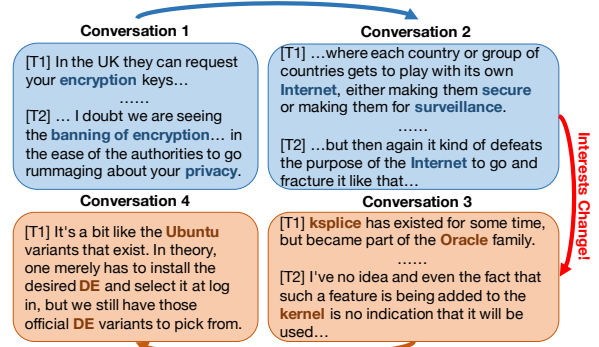 Conversation 1
[T1] In the UK they can request
your encryption keys…
……
[T2] … I doubt we are seeing
the banning of encryption… in
the ease of the authorities to go
rummaging about your privacy.
Conversation 2
[T1] …where each country or group of
countries gets to play with its own
Internet, either making them secure
or making them for surveillance.
……
[T2] …but then again it kind of defeats
the purpose of the Internet to go and
fracture it like that…
Interests Change!
Conversation 3
[T1] ksplice has existed for some time,
but became part of the Oracle family.
……
[T2] I've no idea and even the fact that
such a feature is being added to the
kernel is no indication that it will be
used…
Conversation 4
[T1] It's a bit like the Ubuntu
variants that exist. In theory,
one merely has to install the
desired DE and select it at log
in, but we still have those
official DE variants to pick from.